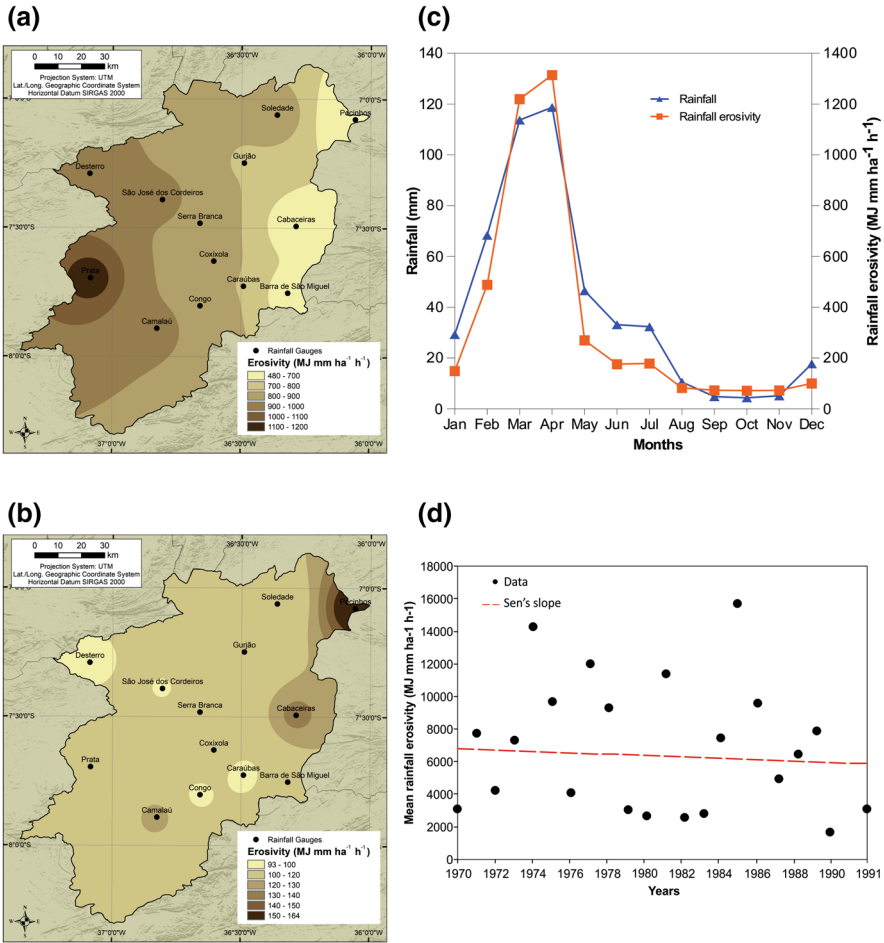 (a)
0 10 20 30
km
Projection System: UTM
Lat./Long. Geographic Coordinate System
Horizontal Datum SIRGAS 2000
7°0'0"S
7°30'0"S
8°0'0"S
37°0'0"W
36°30'0"W
36°0'0"W
Soledade
Pocinhos
Gurjão
Desterro
São José dos Cordeiros
Serra Branca
Cabaceiras
Coxixola
Prata
Caraúbas
Barra de São Miguel
Congo
Camalaú
Rainfall Gauges
Erosivity (MJ mm ha⁻¹ h⁻¹)
480 - 700
700 - 800
800 - 900
900 - 1000
1000 - 1100
1100 - 1200
N
W E
S
(c)
Rainfall
Rainfall erosivity
Rainfall (mm)
140
120
100
80
60
40
20
0
Rainfall erosivity (MJ mm ha⁻¹ h⁻¹)
1400
1200
1000
800
600
400
200
0
Jan Feb Mar Apr May Jun Jul Aug Sep Oct Nov Dec
Months
(b)
0 10 20 30
km
Projection System: UTM
Lat./Long. Geographic Coordinate System
Horizontal Datum SIRGAS 2000
36°30'0"W
36°0'0"W
7°0'0"S
7°30'0"S
8°0'0"S
37°0'0"W
36°30'0"W
36°0'0"W
Soledade
Pocinhos
Gurjão
Desterro
São José dos Cordeiros
Serra Branca
Cabaceiras
Coxixola
Prata
Caraúbas
Barra de São Miguel
Congo
Camalaú
Rainfall Gauges
Erosivity (MJ mm ha⁻¹ h⁻¹)
93 - 100
100 - 120
120 - 130
130 - 140
140 - 150
150 - 164
N
W E
S
(d)
Data
Sen's slope
Mean rainfall erosivity (MJ mm ha-1 h-1)
18000
16000
14000
12000
10000
8000
6000
4000
2000
0
1970 1972 1974 1976 1978 1980 1982 1984 1986 1988 1990 1991
Years